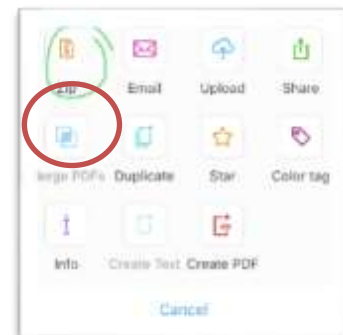 Zip Email Upload Share
Merge PDFs Duplicate Star Color tag
Info Create Text Create PDF
Cancel